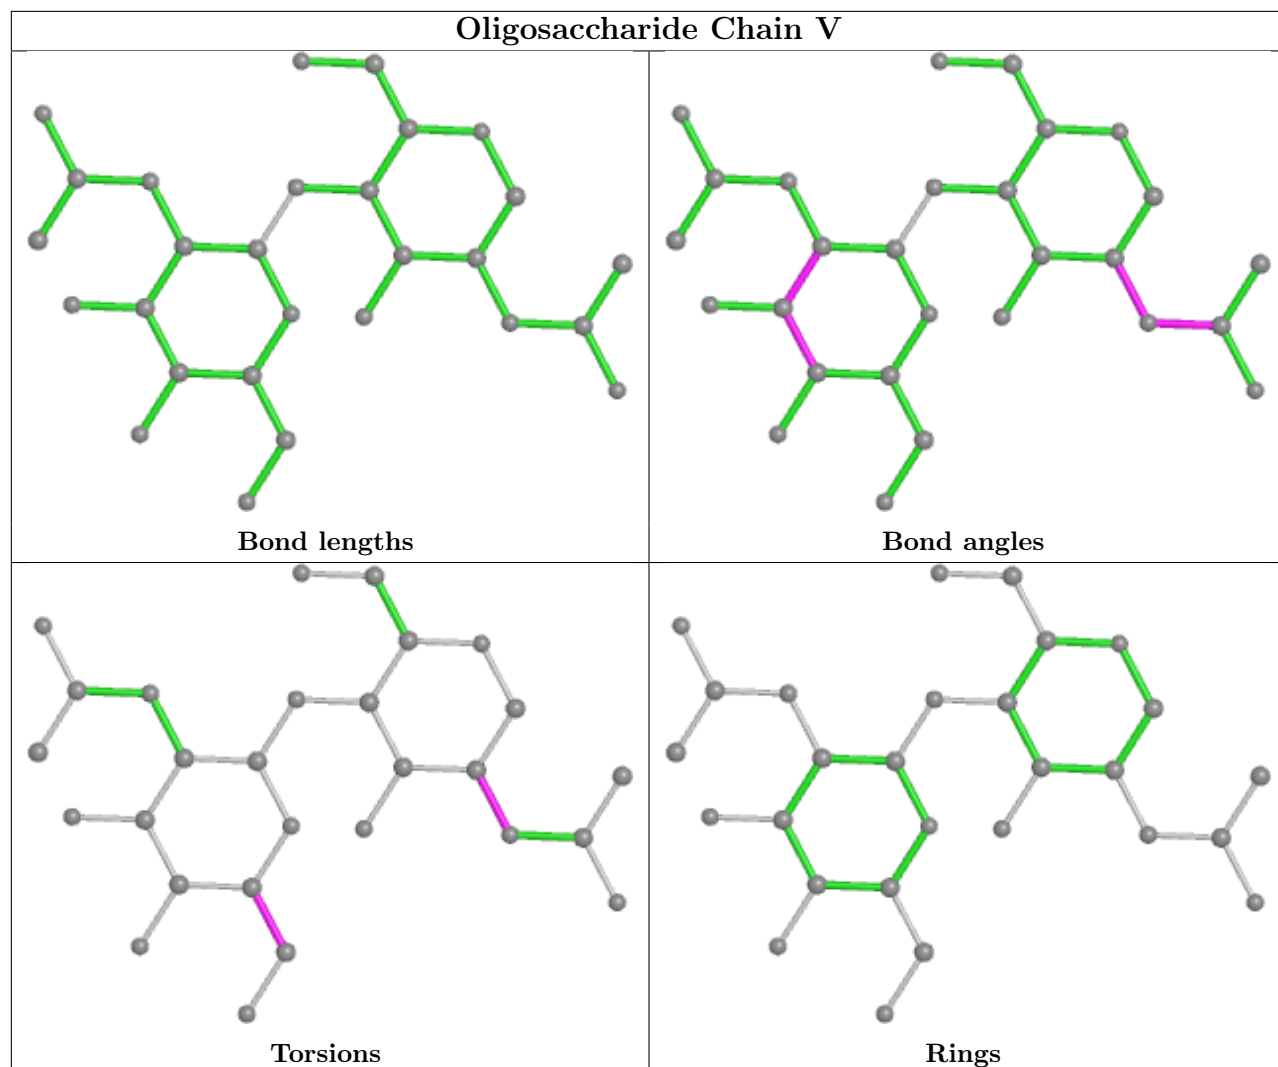 Oligosaccharide Chain V
Bond lengths
Bond angles
Torsions
Rings